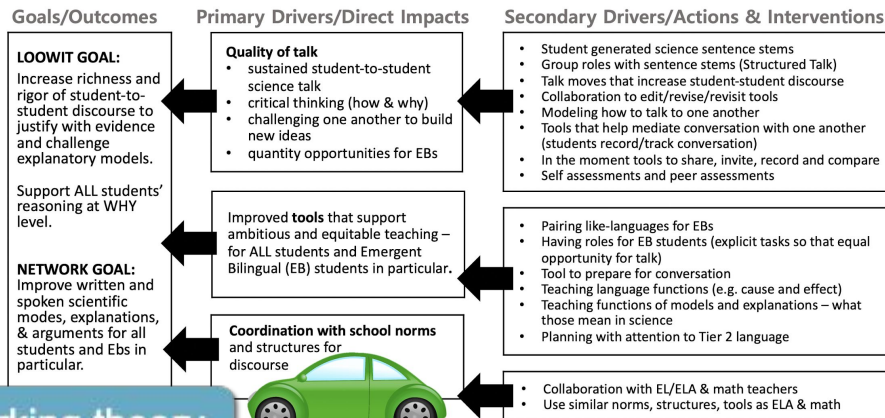 Goals/Outcomes
Primary Drivers/Direct Impacts
Secondary Drivers/Actions & Interventions
LOOWIT GOAL:
Increase richness and
rigor of student-to-
student discourse to
justify with evidence
and challenge
explanatory models.
Support ALL students’
reasoning at WHY
level.
NETWORK GOAL:
Improve written and
spoken scientific
modes, explanations,
& arguments for all
students and Ebs in
particular.
Quality of talk
• sustained student-to-student
science talk
• critical thinking (how & why)
• challenging one another to build
new ideas
• quantity opportunities for EBs
Improved tools that support
ambitious and equitable teaching –
for ALL students and Emergent
Bilingual (EB) students in particular.
Coordination with school norms
and structures for
discourse
• Student generated science sentence stems
• Group roles with sentence stems (Structured Talk)
• Talk moves that increase student-student discourse
• Collaboration to edit/revise/revisit tools
• Modeling how to talk to one another
• Tools that help mediate conversation with one another
(students record/track conversation)
• In the moment tools to share, invite, record and compare
• Self assessments and peer assessments
• Pairing like-languages for EBs
• Having roles for EB students (explicit tasks so that equal
opportunity for talk)
• Tool to prepare for conversation
• Teaching language functions (e.g. cause and effect)
• Teaching functions of models and explanations – what
those mean in science
• Planning with attention to Tier 2 language
• Collaboration with EL/ELA & math teachers
• Use similar norms, structures, tools as ELA & math